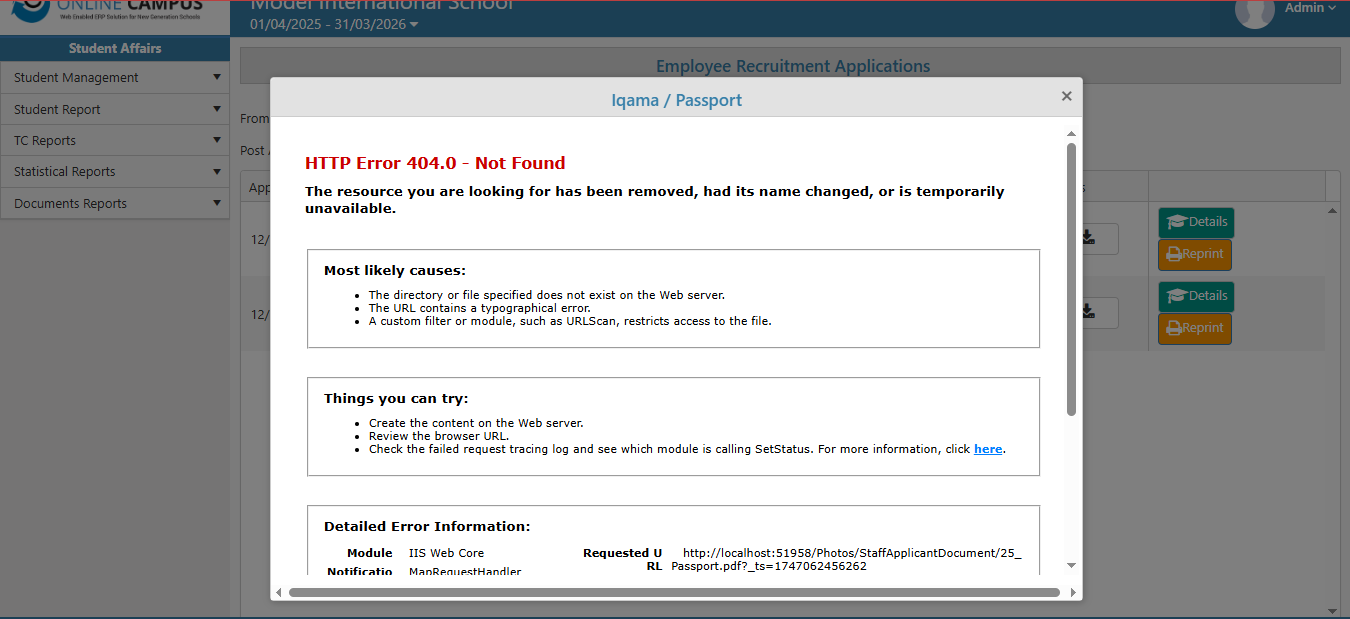 ONLINE CAMPUS
Web Enabled ERP Solution for New Generation Schools
Model International School
01/04/2025 - 31/03/2026
Admin
Student Affairs
Student Management
Student Report
TC Reports
Statistical Reports
Documents Reports
Employee Recruitment Applications
From
Post
App
12/
Details
Reprint
12/
Details
Reprint
Iqama / Passport
×
HTTP Error 404.0 - Not Found
The resource you are looking for has been removed, had its name changed, or is temporarily
unavailable.
Most likely causes:
• The directory or file specified does not exist on the Web server.
• The URL contains a typographical error.
• A custom filter or module, such as URLScan, restricts access to the file.
Things you can try:
• Create the content on the Web server.
• Review the browser URL.
• Check the failed request tracing log and see which module is calling SetStatus. For more information, click here.
Detailed Error Information:
Module IIS Web Core
Notificatio MapRequestHandler
Requested U http://localhost:51958/Photos/StaffApplicantDocument/25_
RL Passport.pdf?_ts=1747062456262